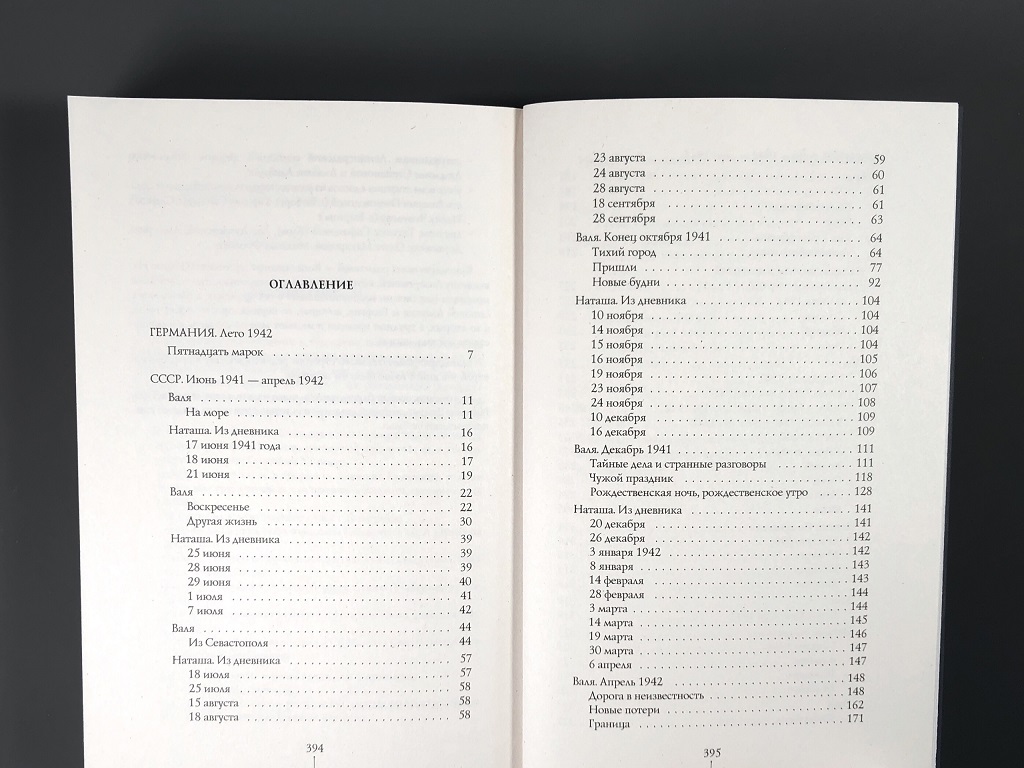 ОГЛАВЛЕНИЕ
ГЕРМАНИЯ. Лето 1942
Пятнадцать марок . . . . . 7
СССР. Июнь 1941 — апрель 1942
Валя . . . . . 11
На море . . . . . 11
Наташа. Из дневника . . . . . 16
17 июня 1941 года . . . . . 16
18 июня . . . . . 17
21 июня . . . . . 19
Валя . . . . . 22
Воскресенье . . . . . 22
Другая жизнь . . . . . 30
Наташа. Из дневника . . . . . 39
25 июня . . . . . 39
28 июня . . . . . 39
29 июня . . . . . 40
1 июля . . . . . 41
7 июля . . . . . 42
Валя . . . . . 44
Из Севастополя . . . . . 44
Наташа. Из дневника . . . . . 57
18 июля . . . . . 57
25 июля . . . . . 58
15 августа . . . . . 58
18 августа . . . . . 58
394
23 августа . . . . . 59
24 августа . . . . . 60
28 августа . . . . . 61
18 сентября . . . . . 61
28 сентября . . . . . 63
Валя. Конец октября 1941 . . . . . 64
Тихий город . . . . . 64
Пришли . . . . . 77
Новые будни . . . . . 92
Наташа. Из дневника . . . . . 104
10 ноября . . . . . 104
14 ноября . . . . . 104
15 ноября . . . . . 104
16 ноября . . . . . 105
19 ноября . . . . . 106
23 ноября . . . . . 107
24 ноября . . . . . 108
10 декабря . . . . . 109
16 декабря . . . . . 109
Валя. Декабрь 1941 . . . . . 111
Тайные дела и странные разговоры . . . . . 111
Чужой праздник . . . . . 118
Рождественская ночь, рождественское утро . . . . . 128
Наташа. Из дневника . . . . . 141
20 декабря . . . . . 141
26 декабря . . . . . 142
3 января 1942 . . . . . 142
8 января . . . . . 143
14 февраля . . . . . 143
28 февраля . . . . . 144
3 марта . . . . . 144
14 марта . . . . . 145
19 марта . . . . . 146
30 марта . . . . . 147
6 апреля . . . . . 147
Валя. Апрель 1942 . . . . . 148
Дорога в неизвестность . . . . . 148
Новые потери . . . . . 162
Граница . . . . . 171
395